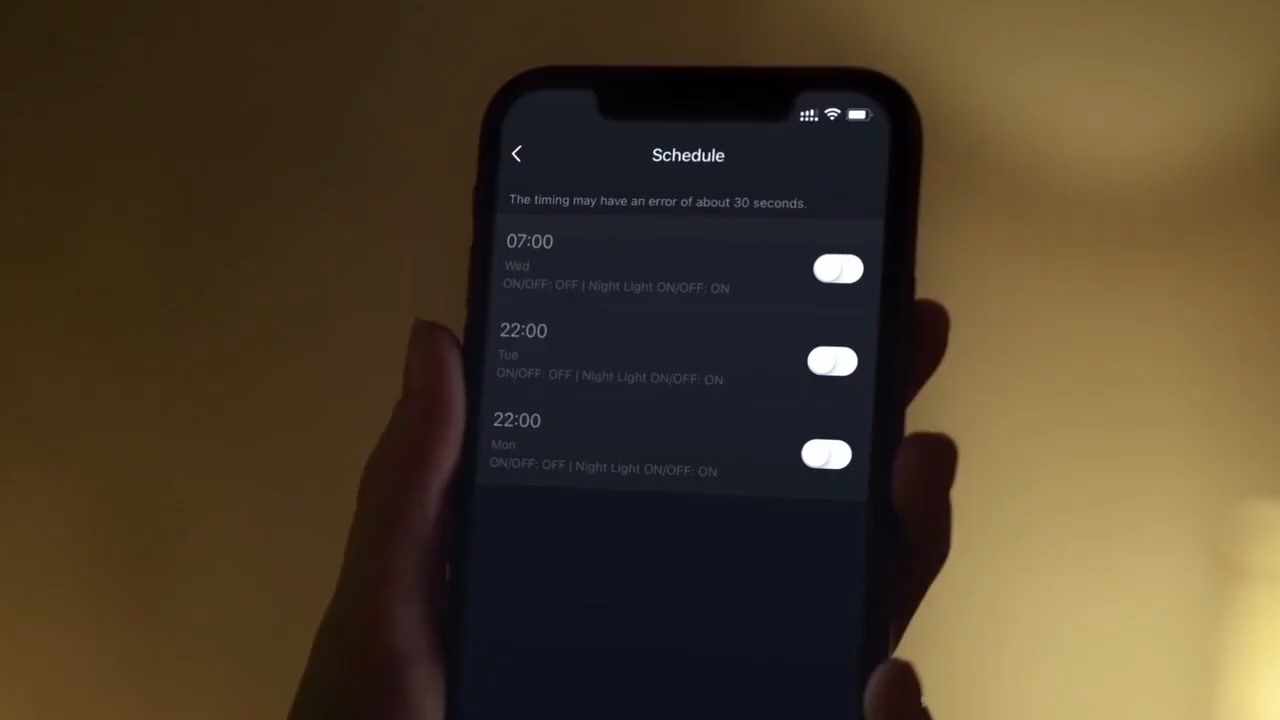 Schedule
The timing may have an error of about 30 seconds.
07:00
Wed
ON/OFF: OFF | Night Light ON/OFF: ON
22:00
Tue
ON/OFF: OFF | Night Light ON/OFF: ON
22:00
Mon
ON/OFF: OFF | Night Light ON/OFF: ON